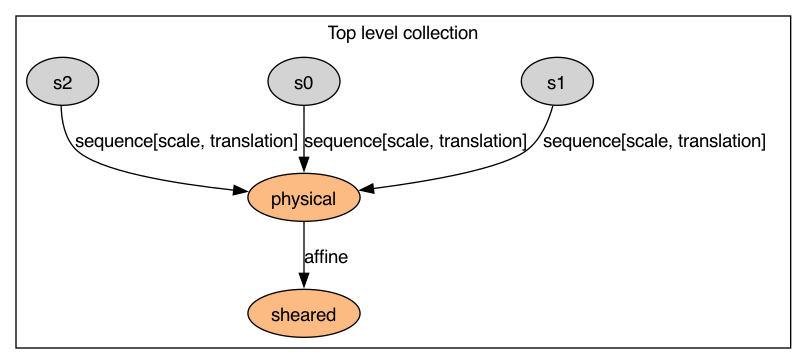 Top level collection
s2
s0
s1
sequence[scale, translation]
sequence[scale, translation]
sequence[scale, translation]
physical
affine
sheared